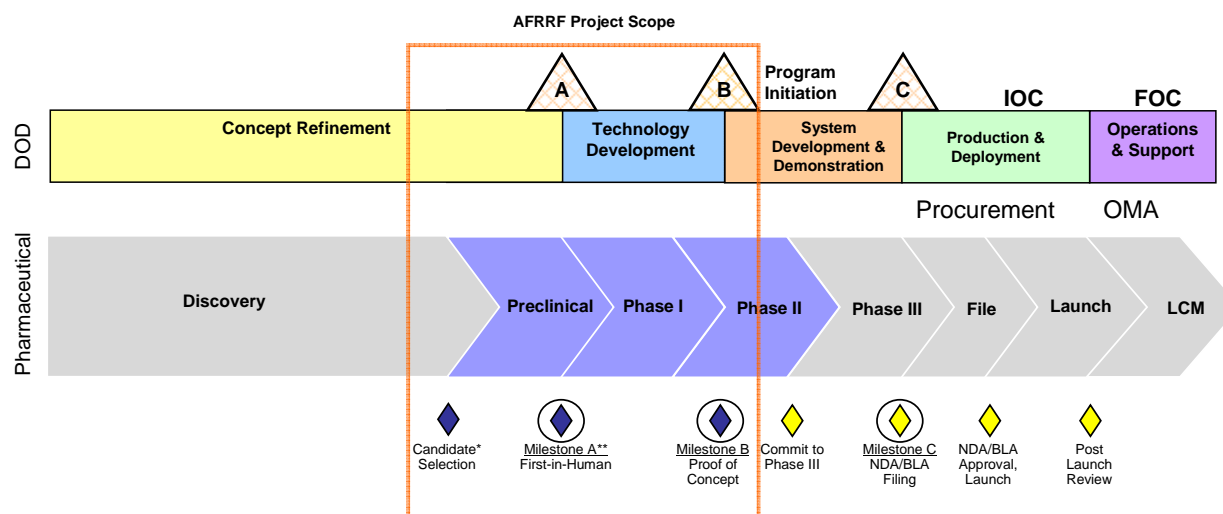 AFRRF Project Scope
A
B
Program
Initiation
C
IOC
FOC
DOD
Concept Refinement
Technology
Development
System
Development &
Demonstration
Production &
Deployment
Operations
& Support
Procurement
OMA
Pharmaceutical
Discovery
Preclinical
Phase I
Phase II
Phase III
File
Launch
LCM
Candidate*
Selection
Milestone A**
First-in-Human
Milestone B
Proof of
Concept
Commit to
Phase III
Milestone C
NDA/BLA
Filing
NDA/BLA
Approval,
Launch
Post
Launch
Review